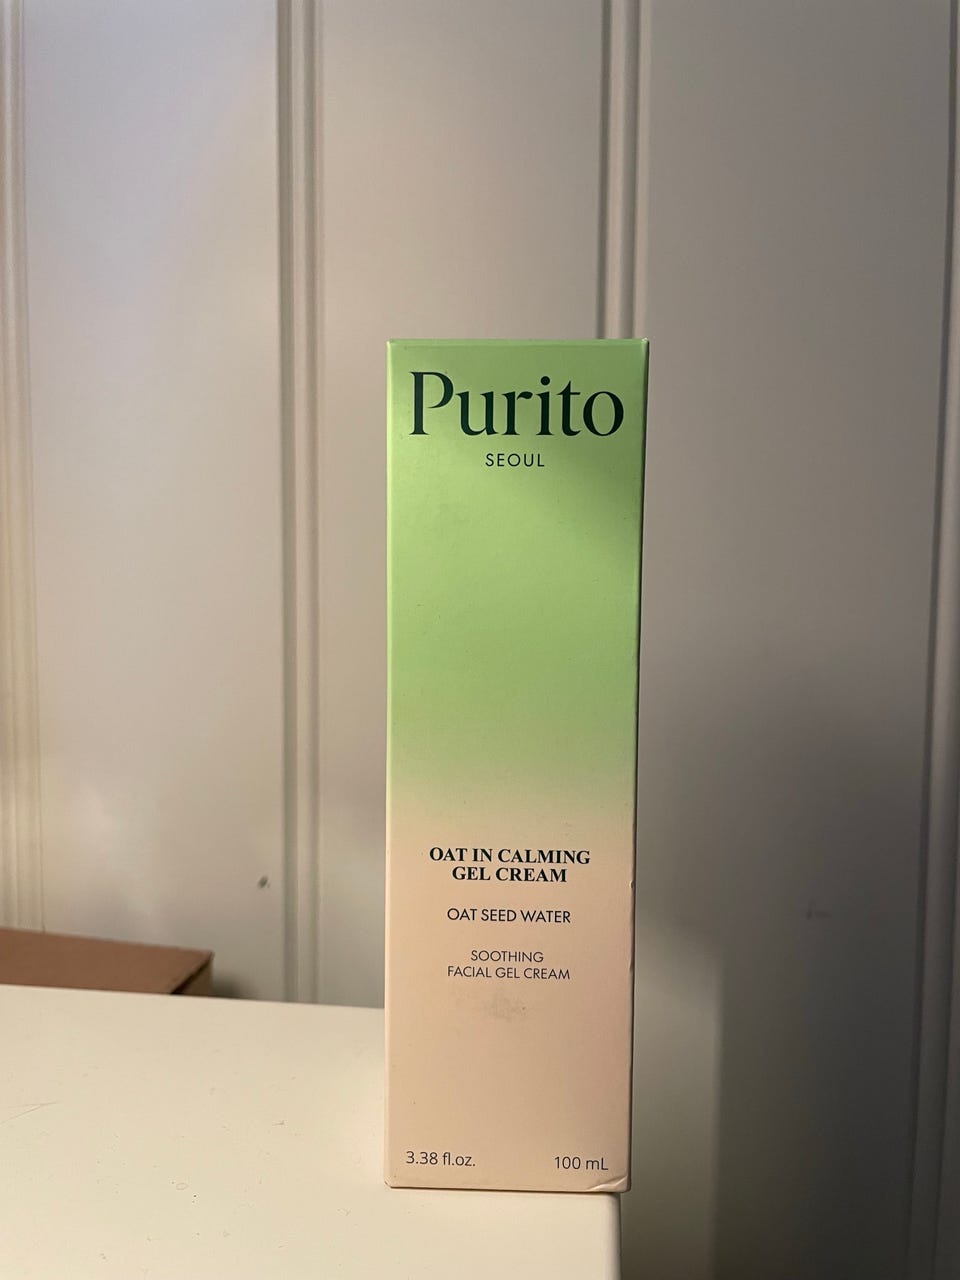 Purito
SEOUL
OAT IN CALMING
GEL CREAM
OAT SEED WATER
SOOTHING
FACIAL GEL CREAM
3.38 fl.oz. 100 mL